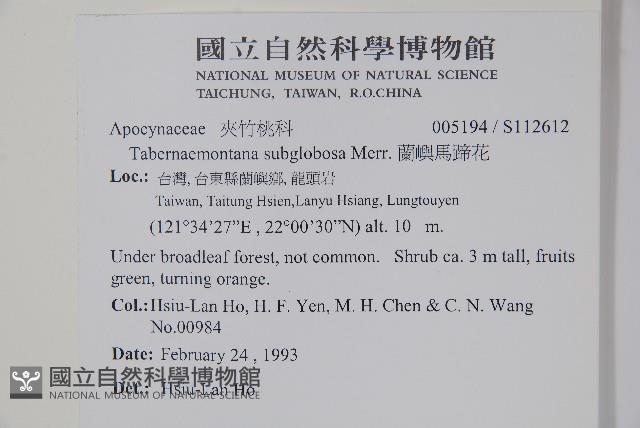 國立自然科學博物館
NATIONAL MUSEUM OF NATURAL SCIENCE
TAICHUNG, TAIWAN, R.O.CHINA
Apocynaceae 夾竹桃科 005194 / S112612
Tabernaemontana subglobosa Merr. 蘭嶼馬蹄花
Loc.: 台灣, 台東縣蘭嶼鄉, 龍頭岩
Taiwan, Taitung Hsien,Lanyu Hsiang, Lungtouyen
(121°34'27”E , 22°00'30”N) alt. 10 m.
Under broadleaf forest, not common. Shrub ca. 3 m tall, fruits
green, turning orange.
Col.:Hsiu-Lan Ho, H. F. Yen, M. H. Chen & C. N. Wang
No.00984
Date: February 24 , 1993
Det.: Hsiu-Lan Ho
國立自然科學博物館
NATIONAL MUSEUM OF NATURAL SCIENCE